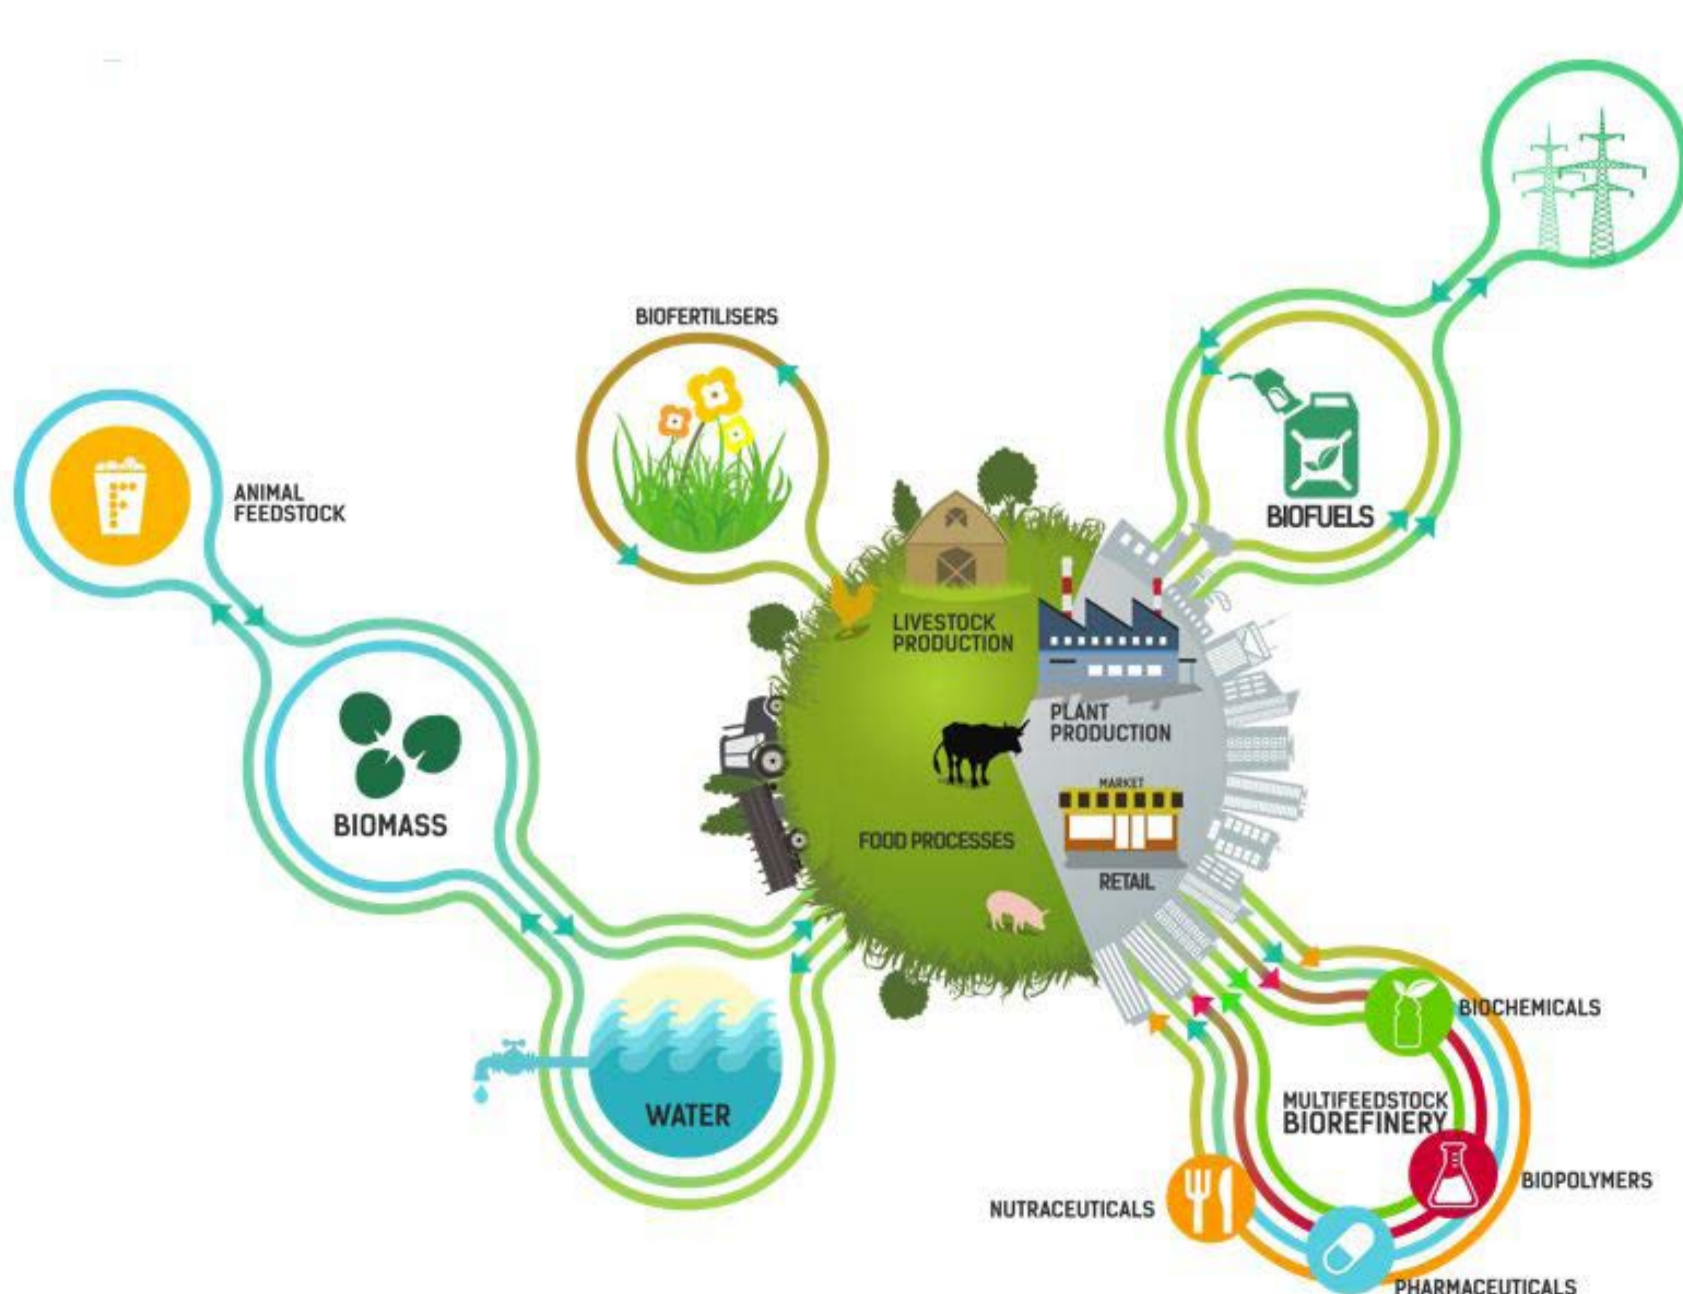 BIOFERTILISERS
ANIMAL
FEEDSTOCK
BIOFUELS
LIVESTOCK
PRODUCTION
PLANT
PRODUCTION
MARKET
BIOMASS
FOOD PROCESSES
RETAIL
BIOCHEMICALS
WATER
MULTIFEEDSTOCK
BIOREFINERY
BIOPOLYMERS
NUTRACEUTICALS
PHARMACEUTICALS